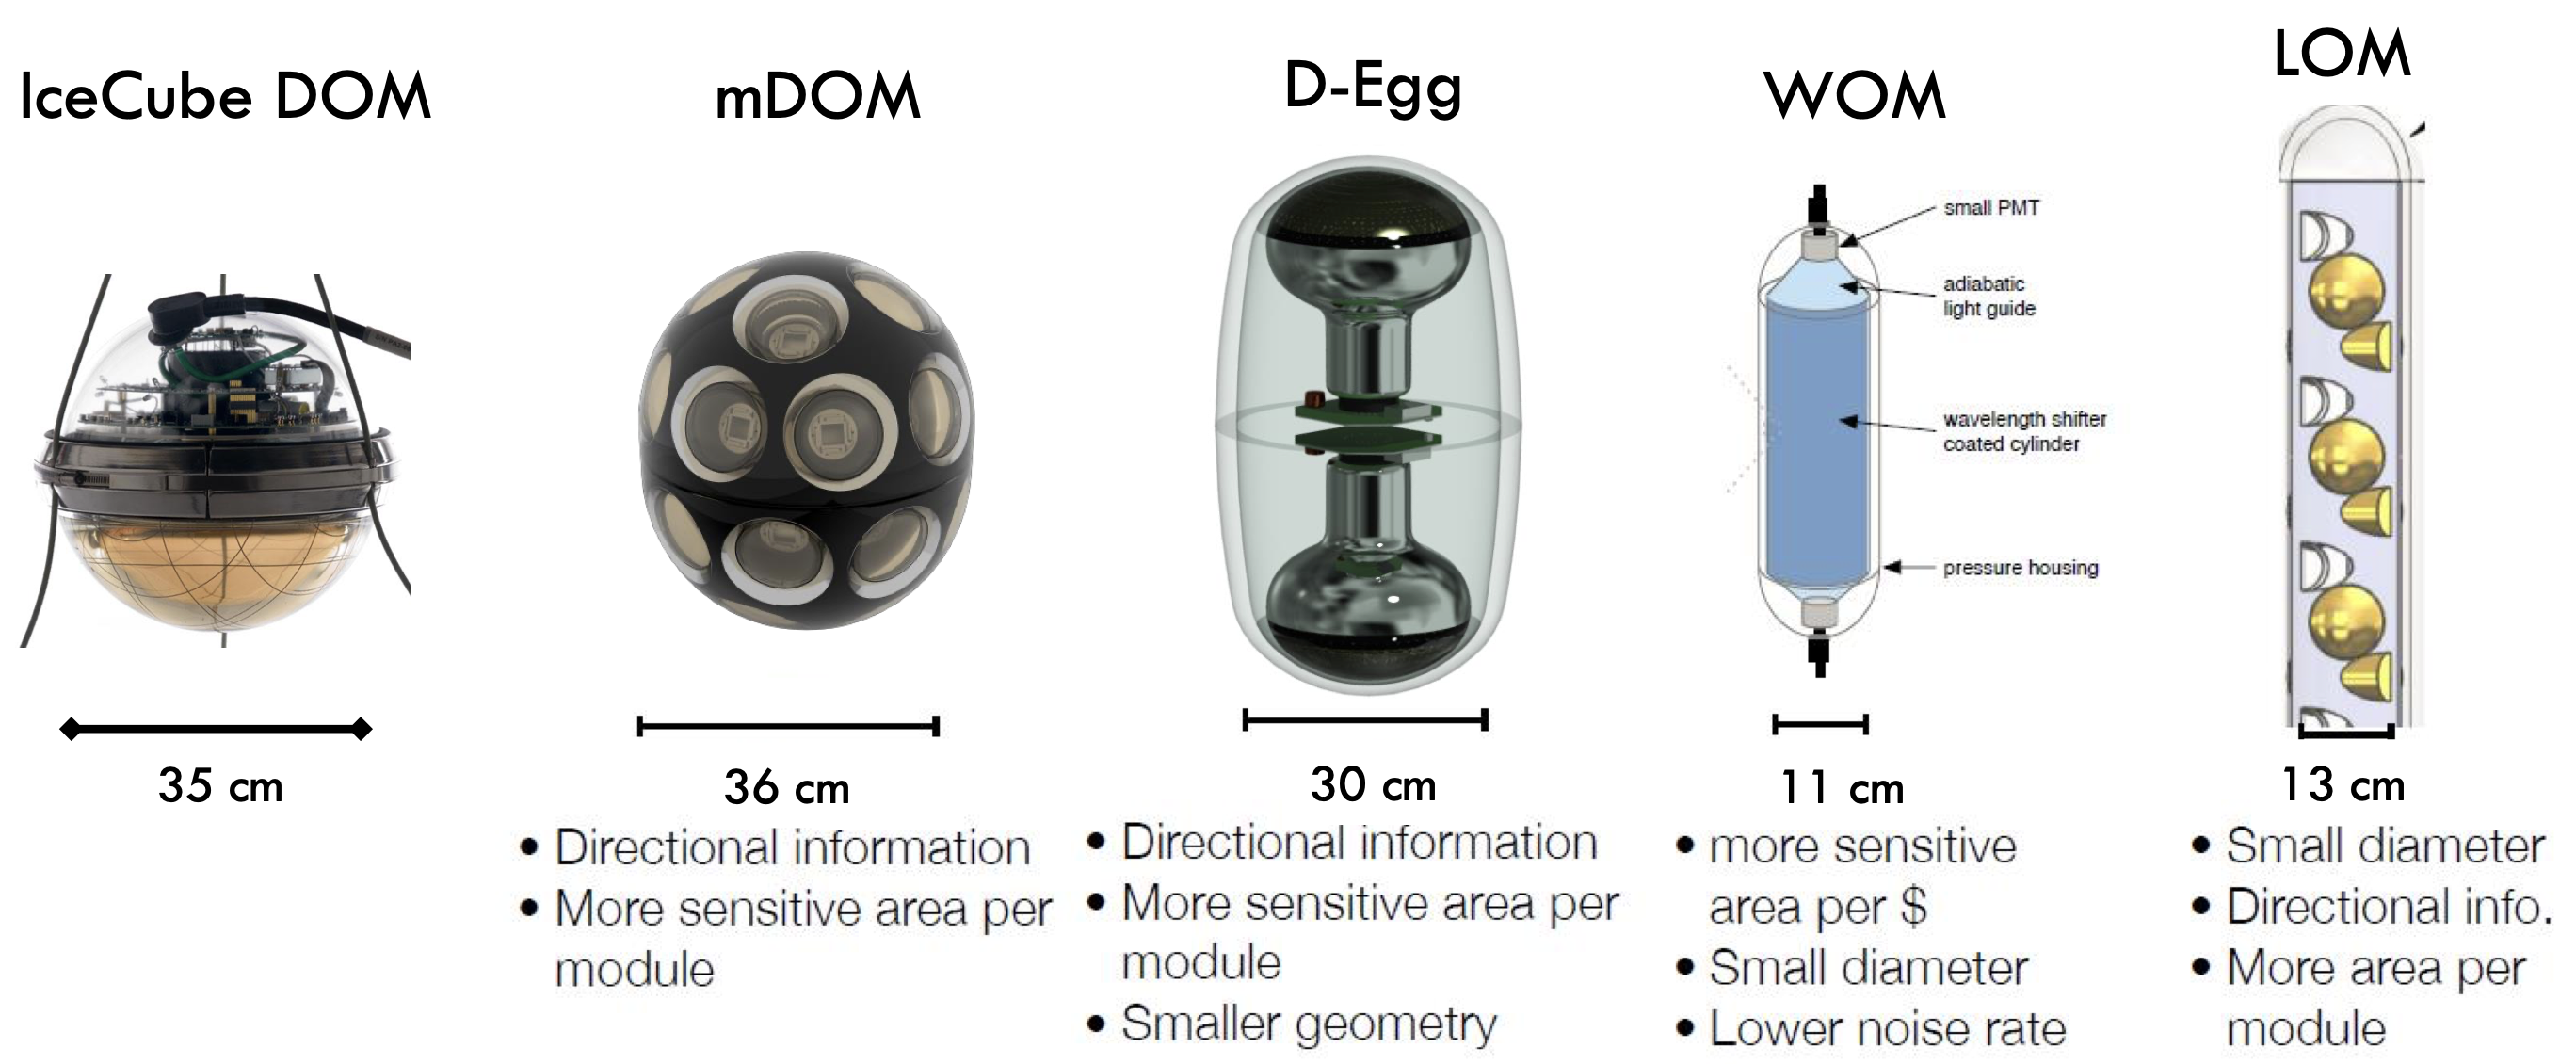 IceCube DOM
35 cm
mDOM
36 cm
• Directional information
• More sensitive area per
module
D-Egg
30 cm
• Directional information
• More sensitive area per
module
• Smaller geometry
WOM
small PMT
adiabatic
light guide
wavelength shifter
coated cylinder
pressure housing
11 cm
• more sensitive
area per $
• Small diameter
• Lower noise rate
LOM
13 cm
• Small diameter
• Directional info.
• More area per
module